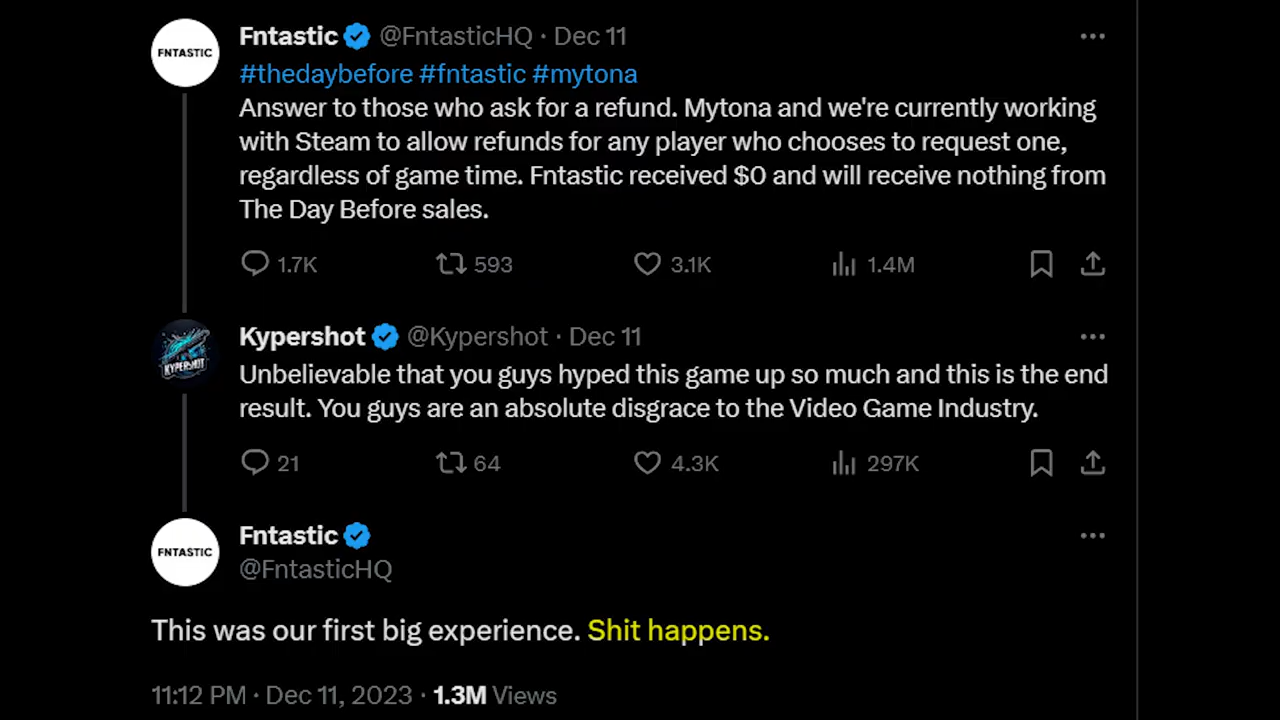 FNTASTIC
Fntastic @FntasticHQ · Dec 11
#thedaybefore #fntastic #mytona
Answer to those who ask for a refund. Mytona and we're currently working
with Steam to allow refunds for any player who chooses to request one,
regardless of game time. Fntastic received $0 and will receive nothing from
The Day Before sales.
1.7K 593 3.1K 1.4M
KYPERSHOT
Kypershot @Kypershot · Dec 11
Unbelievable that you guys hyped this game up so much and this is the end
result. You guys are an absolute disgrace to the Video Game Industry.
21 64 4.3K 297K
FNTASTIC
Fntastic
@FntasticHQ
This was our first big experience. Shit happens.
11:12 PM · Dec 11, 2023 · 1.3M Views